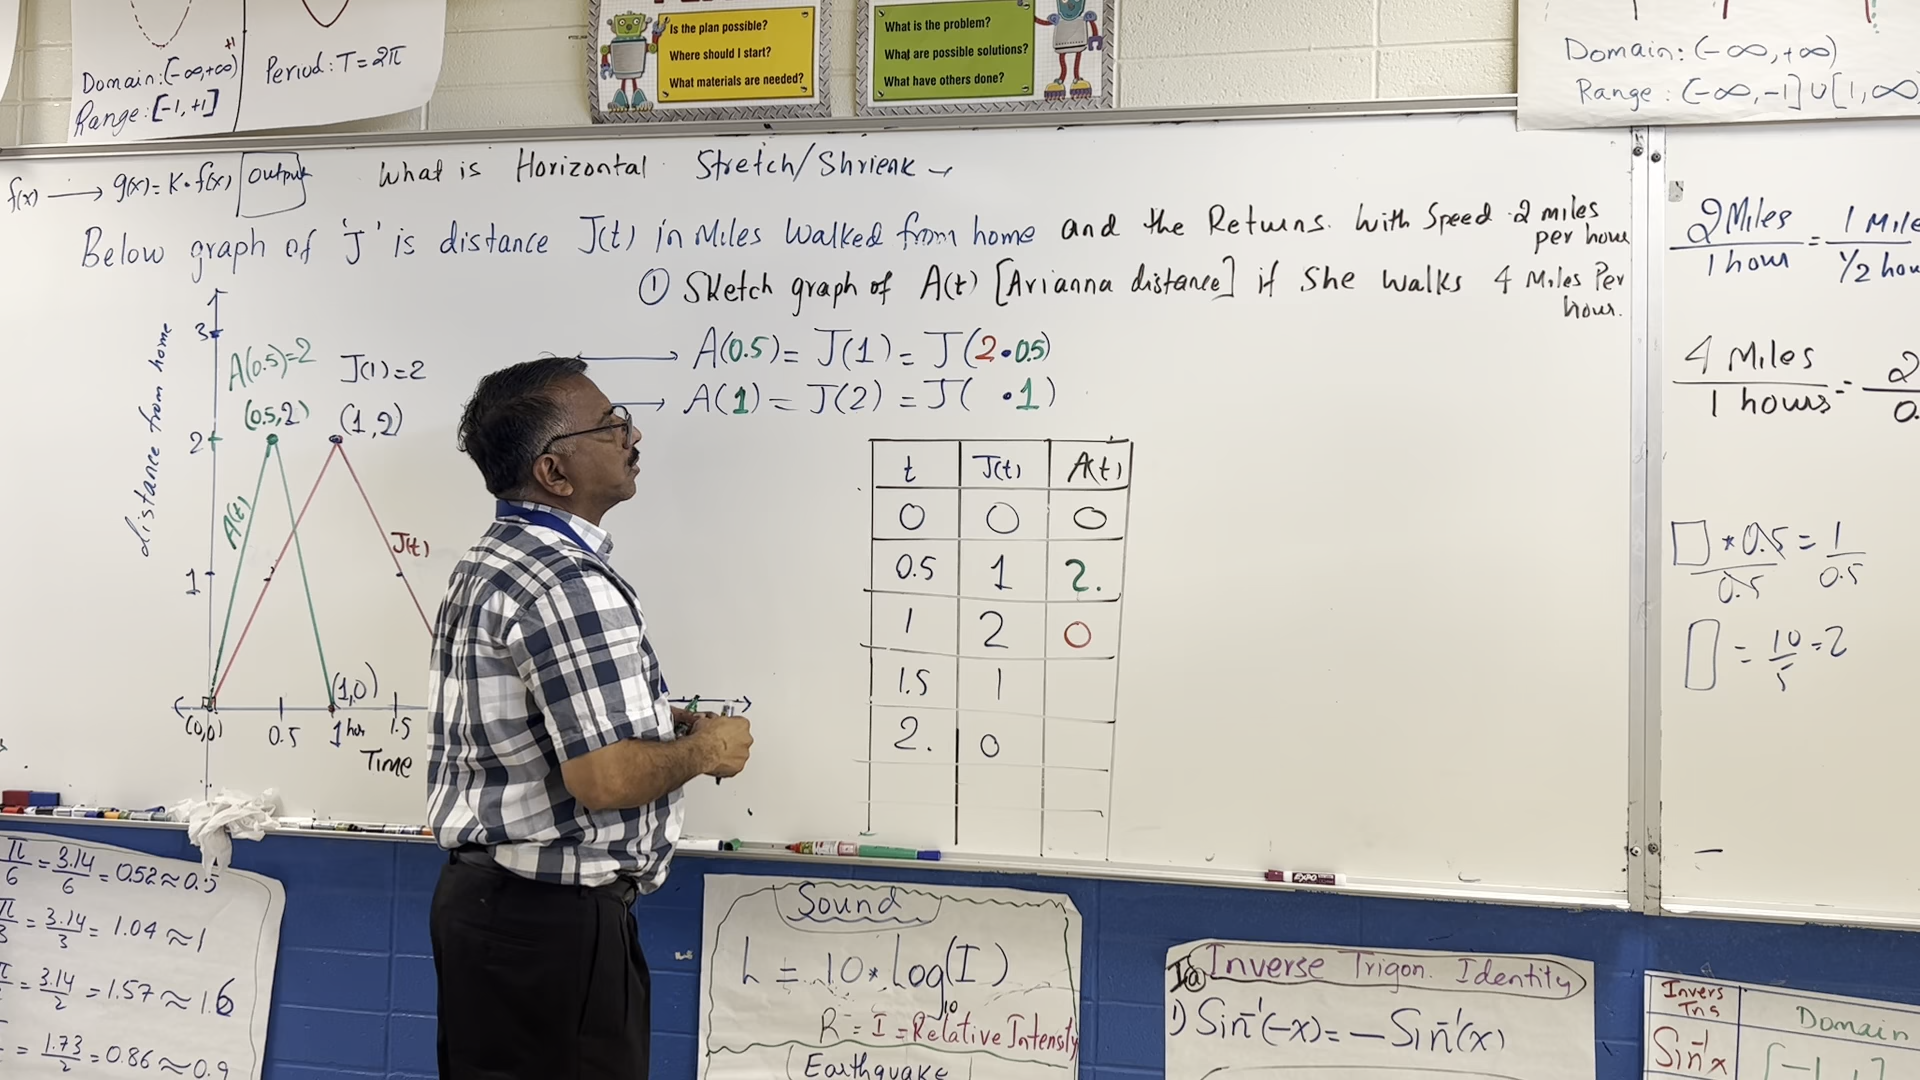 Domain: (-∞, +∞)
Range: [-1, +1]
+1
Period: T = 2π
Is the plan possible?
Where should I start?
What materials are needed?
What is the problem?
What are possible solutions?
What have others done?
Domain: (-∞, +∞)
Range: (-∞, -1] ∪ [1, ∞
f(x) → g(x) = K • f(x) Output
What is Horizontal Stretch/Shrienk
Below graph of 'J' is distance J(t) in Miles Walked from home and the Returns. With Speed 2 miles
per hour
① Sketch graph of A(t) [Arianna distance] if She walks 4 Miles Per
hour.
A(0.5) = J(1) = J(2•0.5)
A(1) = J(2) = J( •1)
distance from home
3
A(0.5)=2 J(1)=2
(0.5,2) (1,2)
2
A(t)
J(t)
1
(1,0)
(0,0) 0.5 1 hour 1.5
Time
t J(t) A(t)
0 0 0
0.5 1 2.
1 2 0
1.5 1
2. 0
2 Miles / 1 hour = 1 Mile / 1/2 hou
4 Miles / 1 hours = 2 / 0.
□ * 0.5 / 0.5 = 1 / 0.5
□ = 10/5 = 2
π/6 = 3.14/6 = 0.52 ≈ 0.5
π/3 = 3.14/3 = 1.04 ≈ 1
= 3.14/2 = 1.57 ≈ 1.6
= 1.73/2 = 0.86 ≈ 0.9
Sound
L = 10 * log₁₀(I)
R = I = Relative Intensity
Earthquake
Ia Inverse Trigon. Identity
1) Sin⁻¹(-x) = -Sin⁻¹(x)
Invers
Domain
Sin⁻¹x